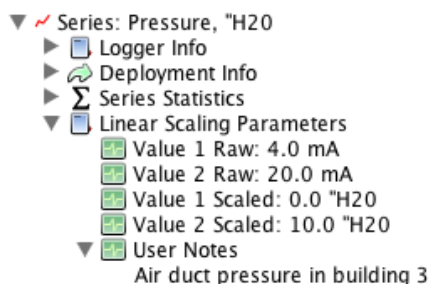 Series: Pressure, "H20
Logger Info
Deployment Info
Series Statistics
Linear Scaling Parameters
Value 1 Raw: 4.0 mA
Value 2 Raw: 20.0 mA
Value 1 Scaled: 0.0 "H20
Value 2 Scaled: 10.0 "H20
User Notes
Air duct pressure in building 3